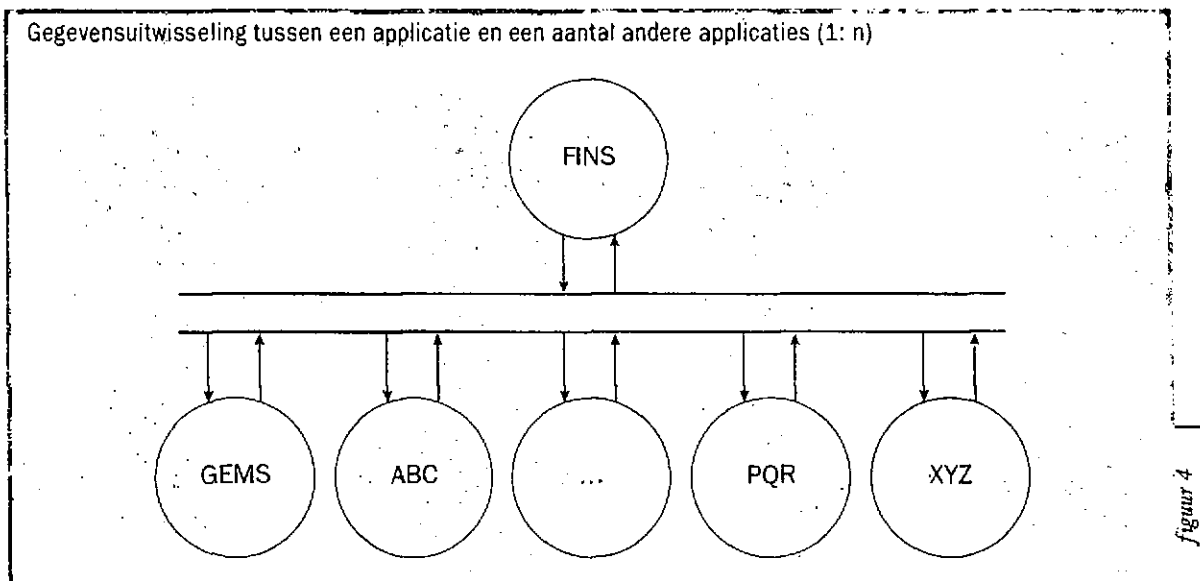 Gegevensuitwisseling tussen een applicatie en een aantal andere applicaties (1: n)
FINS
GEMS
ABC
...
PQR
XYZ
figuur 4